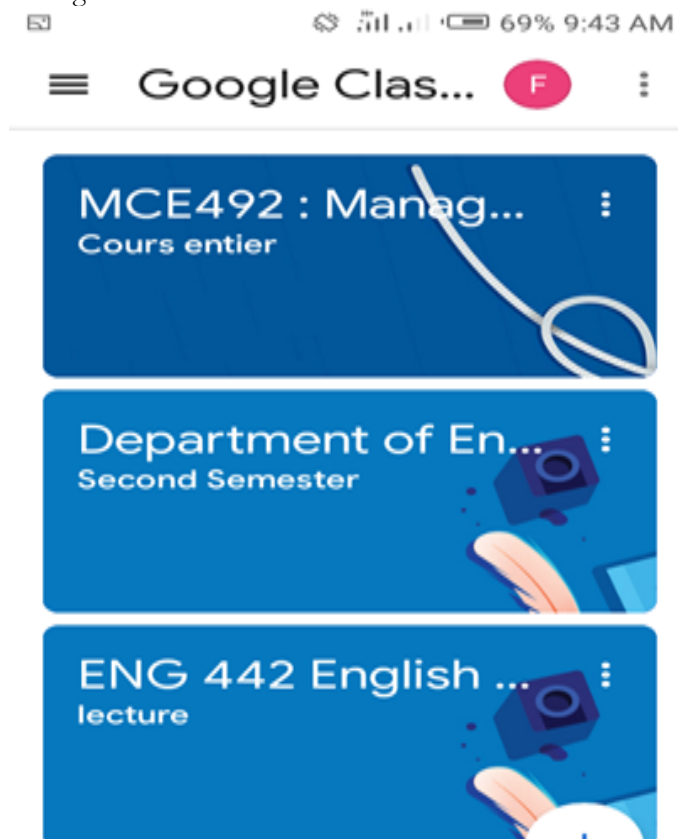 69% 9:43 AM
Google Clas... F
MCE492 : Manag...
Cours entier
Department of En...
Second Semester
ENG 442 English ...
lecture